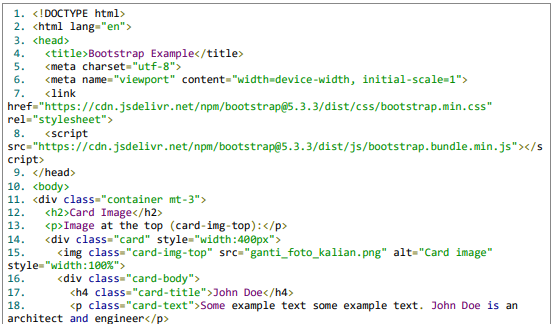 1. <!DOCTYPE html>
2. <html lang="en">
3. <head>
4.   <title>Bootstrap Example</title>
5.   <meta charset="utf-8">
6.   <meta name="viewport" content="width=device-width, initial-scale=1">
7.   <link
href="https://cdn.jsdelivr.net/npm/bootstrap@5.3.3/dist/css/bootstrap.min.css"
rel="stylesheet">
8.   <script
src="https://cdn.jsdelivr.net/npm/bootstrap@5.3.3/dist/js/bootstrap.bundle.min.js"></s
cript>
9. </head>
10. <body>
11. <div class="container mt-3">
12.   <h2>Card Image</h2>
13.   <p>Image at the top (card-img-top):</p>
14.   <div class="card" style="width:400px">
15.     <img class="card-img-top" src="ganti_foto_kalian.png" alt="Card image"
style="width:100%">
16.     <div class="card-body">
17.       <h4 class="card-title">John Doe</h4>
18.       <p class="card-text">Some example text some example text. John Doe is an
architect and engineer</p>